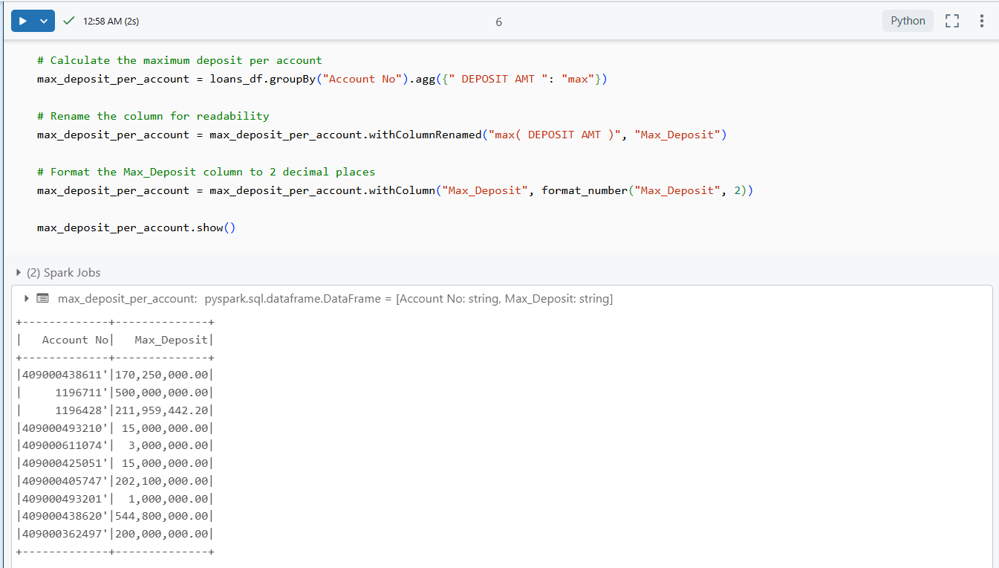 12:58 AM (2s)
6
Python
# Calculate the maximum deposit per account
max_deposit_per_account = loans_df.groupBy("Account No").agg({" DEPOSIT AMT ": "max"})
# Rename the column for readability
max_deposit_per_account = max_deposit_per_account.withColumnRenamed("max( DEPOSIT AMT )", "Max_Deposit")
# Format the Max_Deposit column to 2 decimal places
max_deposit_per_account = max_deposit_per_account.withColumn("Max_Deposit", format_number("Max_Deposit", 2))
max_deposit_per_account.show()
(2) Spark Jobs
max_deposit_per_account: pyspark.sql.dataframe.DataFrame = [Account No: string, Max_Deposit: string]
+-------------+--------------+
|   Account No|   Max_Deposit|
+-------------+--------------+
|409000438611'|170,250,000.00|
|     1196711'|500,000,000.00|
|     1196428'|211,959,442.20|
|409000493210'| 15,000,000.00|
|409000611074'|  3,000,000.00|
|409000425051'| 15,000,000.00|
|409000405747'|202,100,000.00|
|409000493201'|  1,000,000.00|
|409000438620'|544,800,000.00|
|409000362497'|200,000,000.00|
+-------------+--------------+